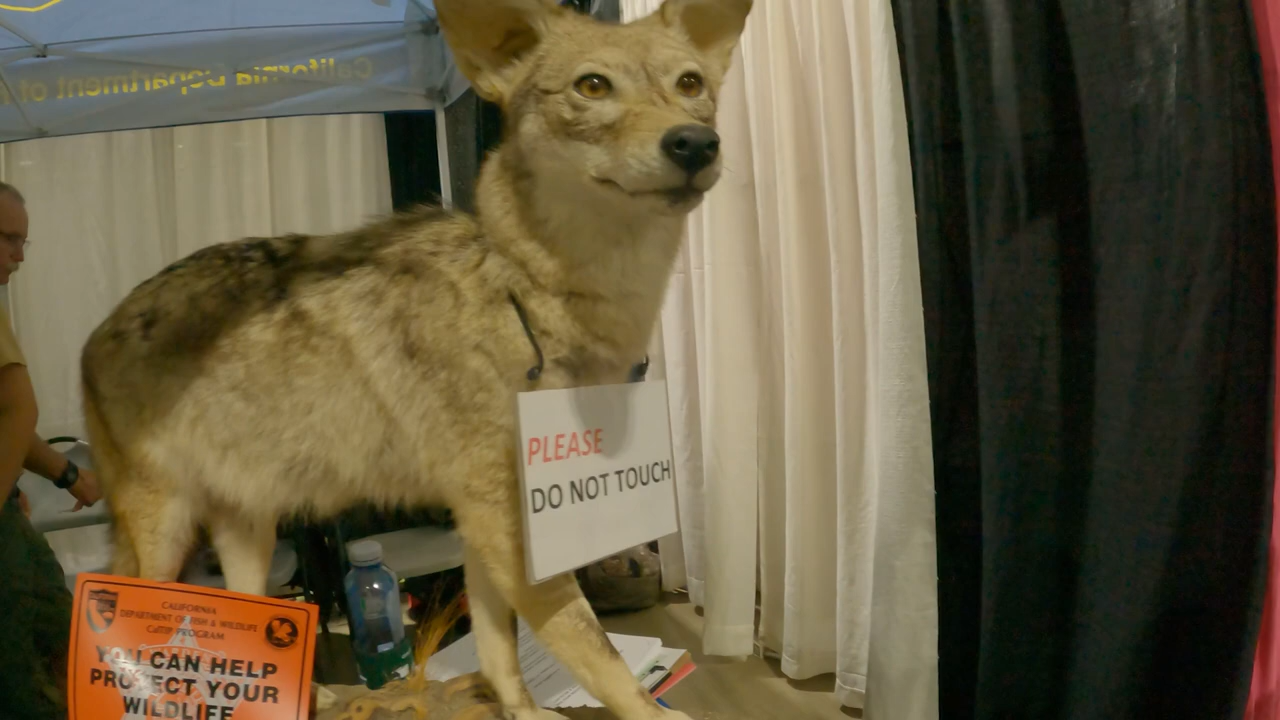 California Department of
PLEASE
DO NOT TOUCH
CALIFORNIA
DEPARTMENT OF FISH & WILDLIFE
CalTIP PROGRAM
YOU CAN HELP
PROTECT YOUR
WILDLIFE